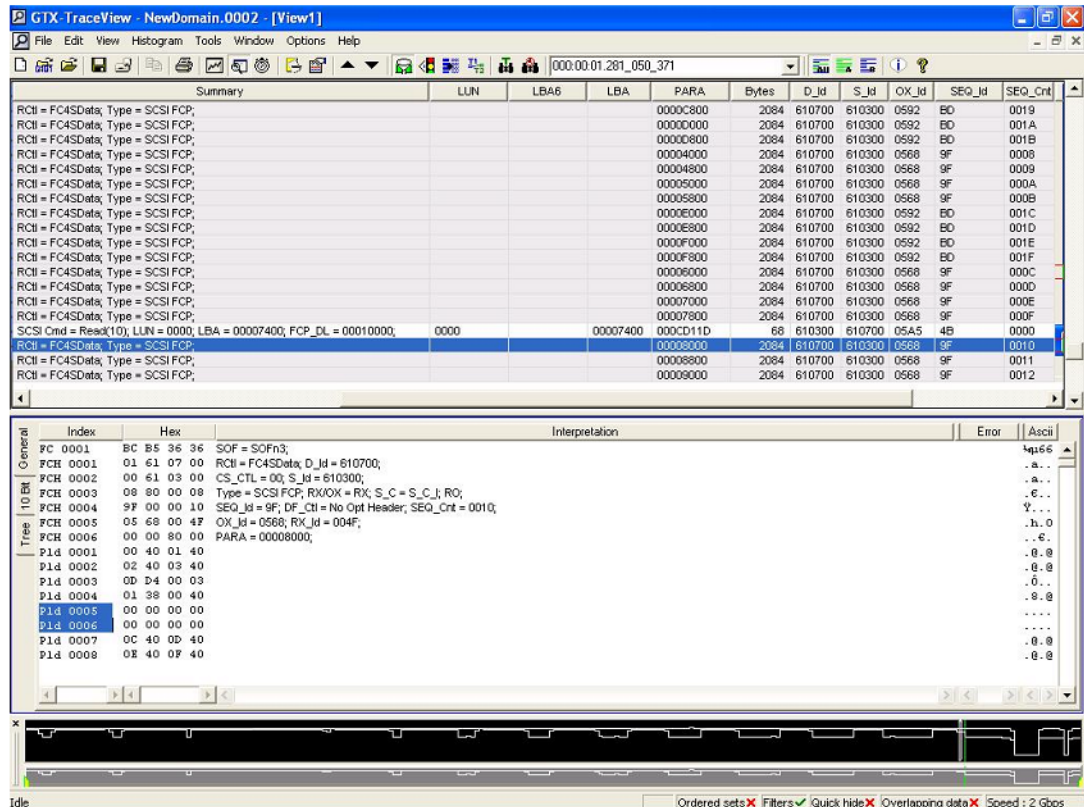 GTX-TraceView - NewDomain.0002 - [View1]
File Edit View Histogram Tools Window Options Help
000:00:01.281_050_371
Summary LUN LBA6 LBA PARA Bytes D_Id S_Id OX_Id SEQ_Id SEQ_Cnt
RCtl = FC4SData; Type = SCSI FCP; 0000C800 2084 610700 610300 0592 BD 0019
RCtl = FC4SData; Type = SCSI FCP; 0000D000 2084 610700 610300 0592 BD 001A
RCtl = FC4SData; Type = SCSI FCP; 0000D800 2084 610700 610300 0592 BD 001B
RCtl = FC4SData; Type = SCSI FCP; 00004000 2084 610700 610300 0568 9F 0008
RCtl = FC4SData; Type = SCSI FCP; 00004800 2084 610700 610300 0568 9F 0009
RCtl = FC4SData; Type = SCSI FCP; 00005000 2084 610700 610300 0568 9F 000A
RCtl = FC4SData; Type = SCSI FCP; 00005800 2084 610700 610300 0568 9F 000B
RCtl = FC4SData; Type = SCSI FCP; 0000E000 2084 610700 610300 0592 BD 001C
RCtl = FC4SData; Type = SCSI FCP; 0000E800 2084 610700 610300 0592 BD 001D
RCtl = FC4SData; Type = SCSI FCP; 0000F000 2084 610700 610300 0592 BD 001E
RCtl = FC4SData; Type = SCSI FCP; 0000F800 2084 610700 610300 0592 BD 001F
RCtl = FC4SData; Type = SCSI FCP; 00006000 2084 610700 610300 0568 9F 000C
RCtl = FC4SData; Type = SCSI FCP; 00006800 2084 610700 610300 0568 9F 000D
RCtl = FC4SData; Type = SCSI FCP; 00007000 2084 610700 610300 0568 9F 000E
RCtl = FC4SData; Type = SCSI FCP; 00007800 2084 610700 610300 0568 9F 000F
SCSI Cmd = Read(10); LUN = 0000; LBA = 00007400; FCP_DL = 00010000; 0000 00007400 000CD11D 68 610300 610700 05A5 4B 0000
RCtl = FC4SData; Type = SCSI FCP; 00008000 2084 610700 610300 0568 9F 0010
RCtl = FC4SData; Type = SCSI FCP; 00008800 2084 610700 610300 0568 9F 0011
RCtl = FC4SData; Type = SCSI FCP; 00009000 2084 610700 610300 0568 9F 0012
General
10 Bit
Tree
Index Hex Interpretation Error Ascii
FC 0001 BC B5 36 36 SOF = SOFn3; ¼µ66
FCH 0001 01 61 07 00 RCtl = FC4SData; D_Id = 610700; .a..
FCH 0002 00 61 03 00 CS_CTL = 00; S_Id = 610300; .a..
FCH 0003 08 80 00 08 Type = SCSI FCP; RX/OX = RX; S_C = S_C_I; RO; .€..
FCH 0004 9F 00 00 10 SEQ_Id = 9F; DF_Ctl = No Opt Header; SEQ_Cnt = 0010; Ÿ...
FCH 0005 05 68 00 4F OX_Id = 0568; RX_Id = 004F; .h.O
FCH 0006 00 00 80 00 PARA = 00008000; ..€.
Pld 0001 00 40 01 40 .@.@
Pld 0002 02 40 03 40 .@.@
Pld 0003 0D D4 00 03 .Ô..
Pld 0004 01 38 00 40 .8.@
Pld 0005 00 00 00 00 ....
Pld 0006 00 00 00 00 ....
Pld 0007 0C 40 0D 40 .@.@
Pld 0008 0E 40 0F 40 .@.@
Idle Ordered sets Filters Quick hide Overlapping data Speed : 2 Gbps